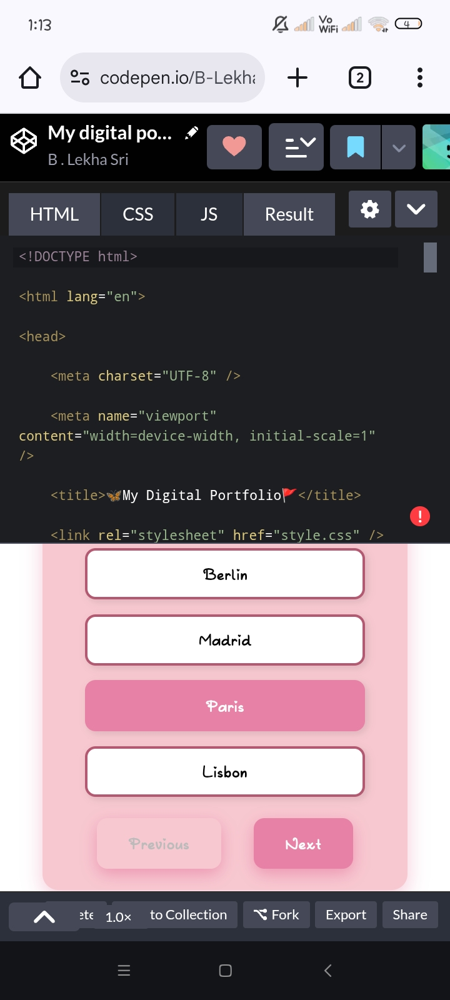 1:13
Vo
WiFi
4
codepen.io/B-Lekha
2
My digital po...
B . Lekha Sri
HTML CSS JS Result
<!DOCTYPE html>
<html lang="en">
<head>
<meta charset="UTF-8" />
<meta name="viewport"
content="width=device-width, initial-scale=1"
/>
<title>🦋My Digital Portfolio🚩</title>
<link rel="stylesheet" href="style.css" />
Berlin
Madrid
Paris
Lisbon
Previous Next
1.0× to Collection Fork Export Share